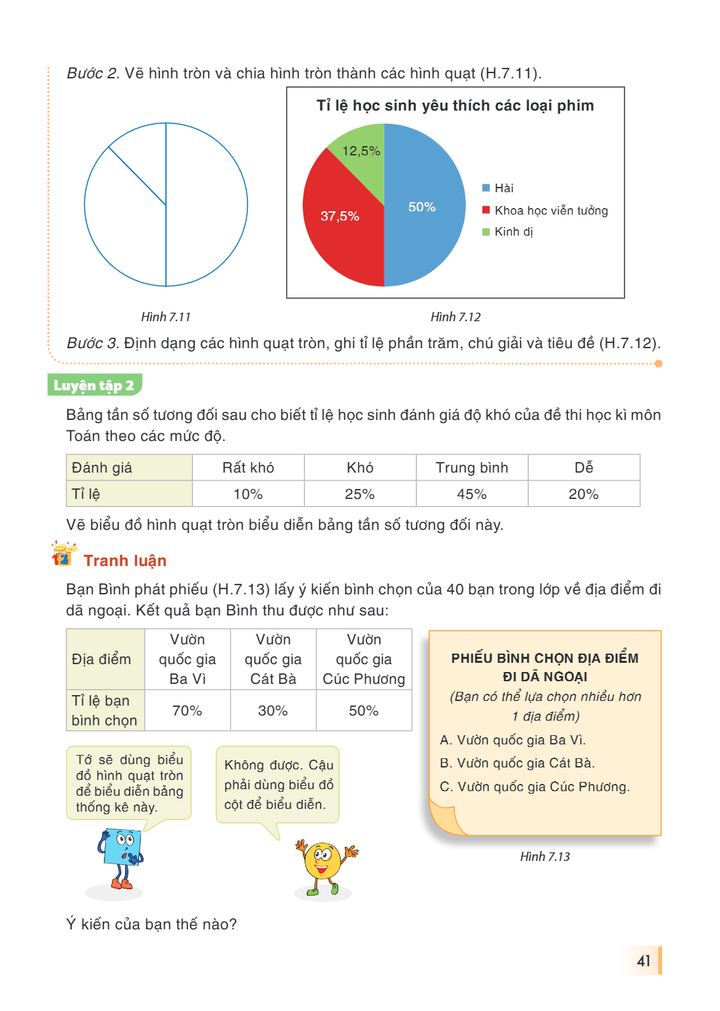 Bước 2. Vẽ hình tròn và chia hình tròn thành các hình quạt (H.7.11).
Tỉ lệ học sinh yêu thích các loại phim
12,5%
37,5%
50%
Hài
Khoa học viễn tưởng
Kinh dị
Hình 7.11
Hình 7.12
Bước 3. Định dạng các hình quạt tròn, ghi tỉ lệ phần trăm, chú giải và tiêu đề (H.7.12).
Luyện tập 2
Bảng tần số tương đối sau cho biết tỉ lệ học sinh đánh giá độ khó của đề thi học kì môn
Toán theo các mức độ.
Đánh giá Rất khó Khó Trung bình Dễ
Tỉ lệ 10% 25% 45% 20%
Vẽ biểu đồ hình quạt tròn biểu diễn bảng tần số tương đối này.
Tranh luận
Bạn Bình phát phiếu (H.7.13) lấy ý kiến bình chọn của 40 bạn trong lớp về địa điểm đi
dã ngoại. Kết quả bạn Bình thu được như sau:
Địa điểm
Vườn
quốc gia
Ba Vì
Vườn
quốc gia
Cát Bà
Vườn
quốc gia
Cúc Phương
Tỉ lệ bạn
bình chọn
70% 30% 50%
PHIẾU BÌNH CHỌN ĐỊA ĐIỂM
ĐI DÃ NGOẠI
(Bạn có thể lựa chọn nhiều hơn
1 địa điểm)
A. Vườn quốc gia Ba Vì.
B. Vườn quốc gia Cát Bà.
C. Vườn quốc gia Cúc Phương.
Hình 7.13
Tớ sẽ dùng biểu
đồ hình quạt tròn
để biểu diễn bảng
thống kê này.
Không được. Cậu
phải dùng biểu đồ
cột để biểu diễn.
Ý kiến của bạn thế nào?
41